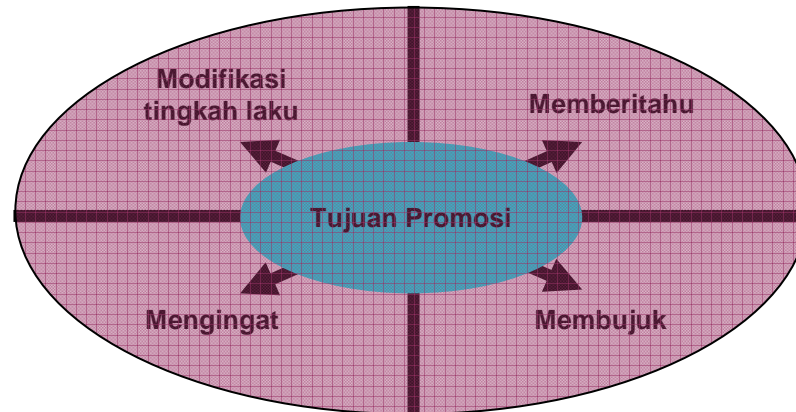 Modifikasi
tingkah laku
Memberitahu
Tujuan Promosi
Mengingat
Membujuk